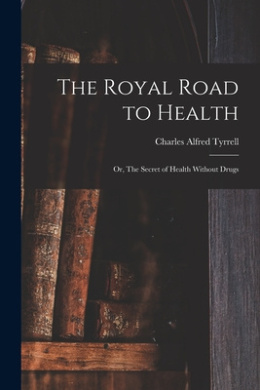 The Royal Road
to Health
Charles Alfred Tyrrell
Or, The Secret of Health Without Drugs